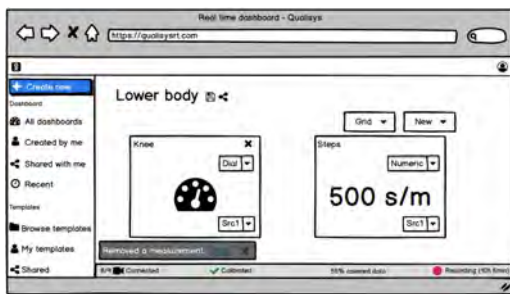 Real time dashboard - Qualisys
https://qualisysrt.com
+ Create new
Dashboard
All dashboards
Created by me
Shared with me
Recent
Templates
Browse templates
My templates
Shared
Lower body
Grid
New
Knee
Dial
Src1
Steps
Numeric
500 s/m
Src1
Removed a measurement.
Connected
Calibrated
covered data
Recording